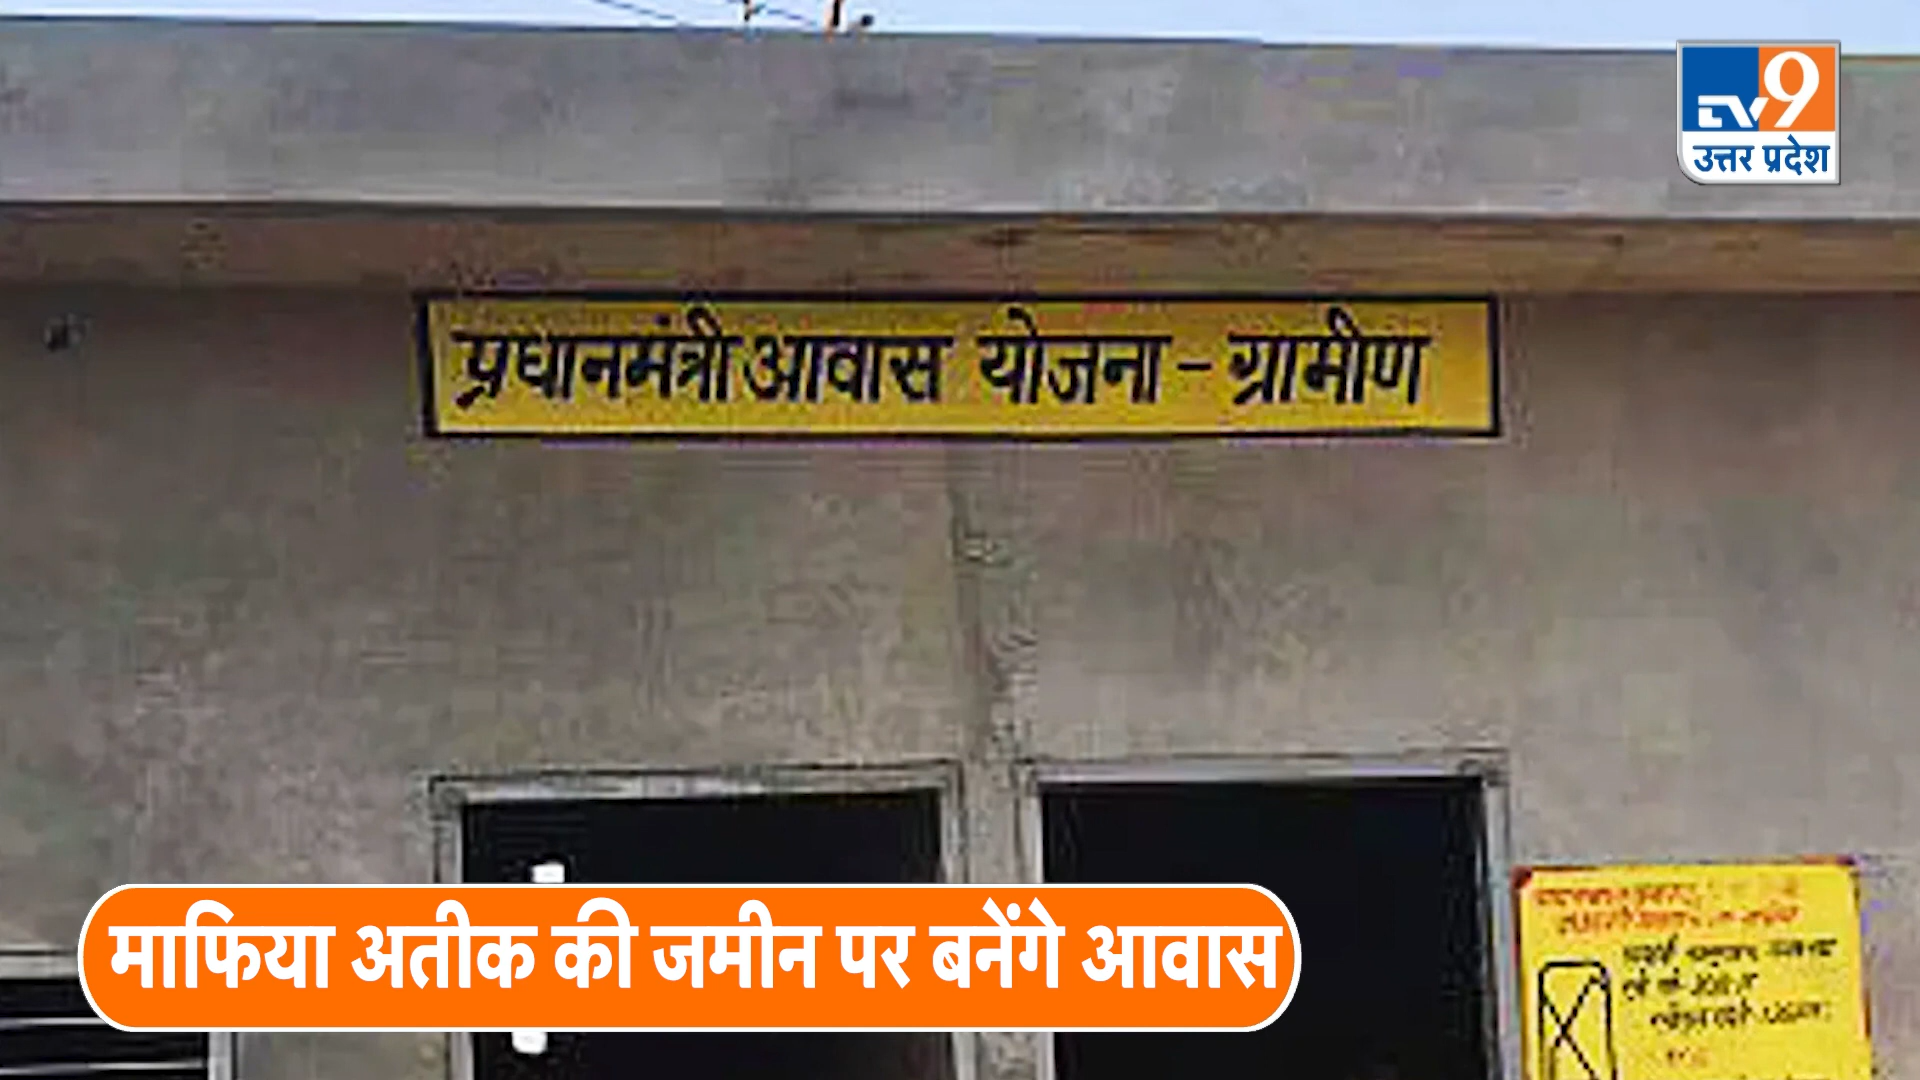 TV9
उत्तर प्रदेश
प्रधानमंत्री आवास योजना - ग्रामीण
माफिया अतीक की जमीन पर बनेंगे आवास